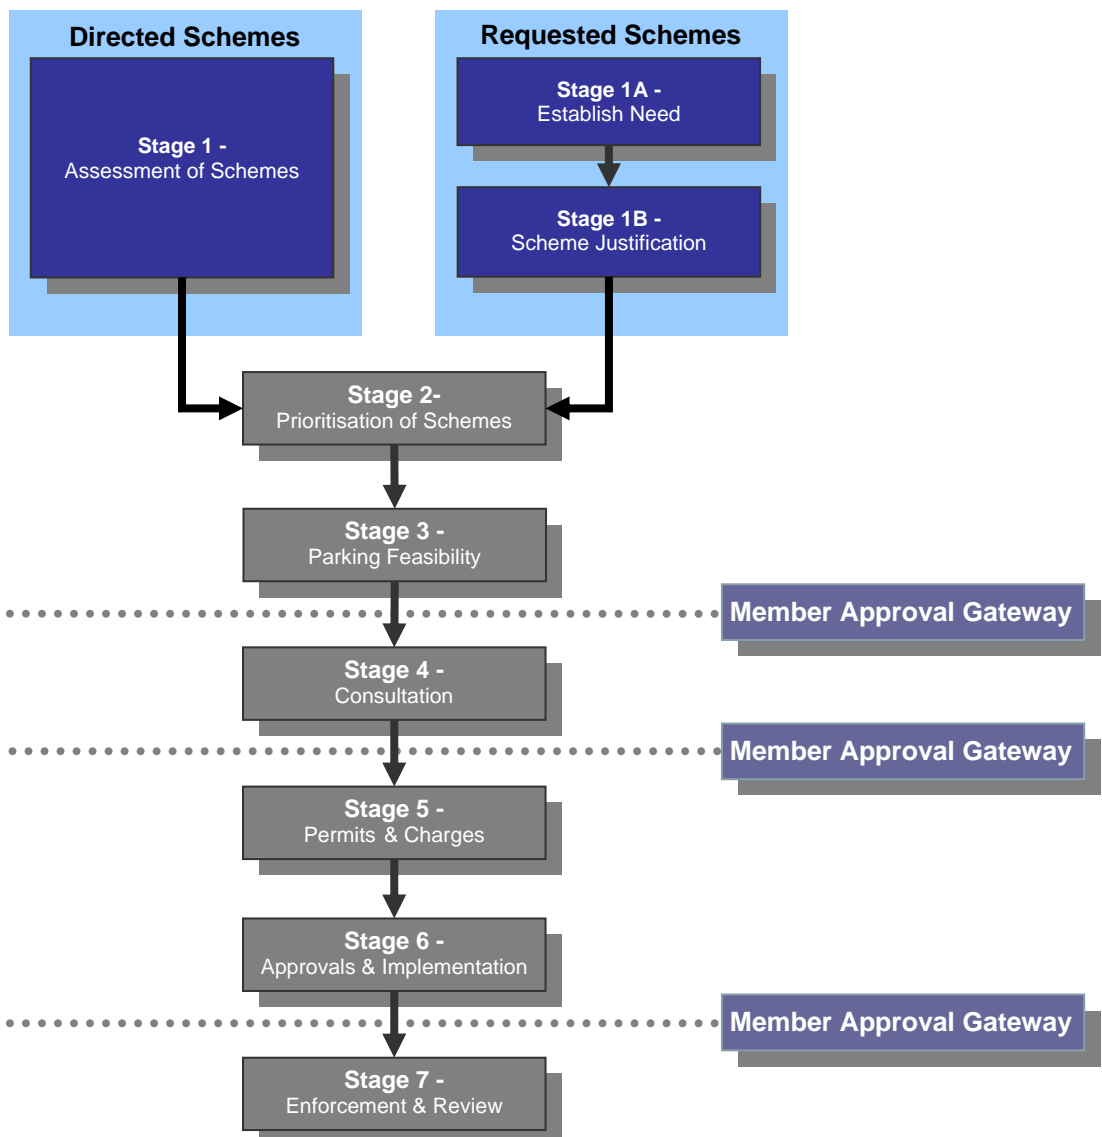 Directed Schemes
Stage 1 -
Assessment of Schemes
Requested Schemes
Stage 1A -
Establish Need
Stage 1B -
Scheme Justification
Stage 2-
Prioritisation of Schemes
Stage 3 -
Parking Feasibility
Member Approval Gateway
Stage 4 -
Consultation
Member Approval Gateway
Stage 5 -
Permits & Charges
Stage 6 -
Approvals & Implementation
Member Approval Gateway
Stage 7 -
Enforcement & Review